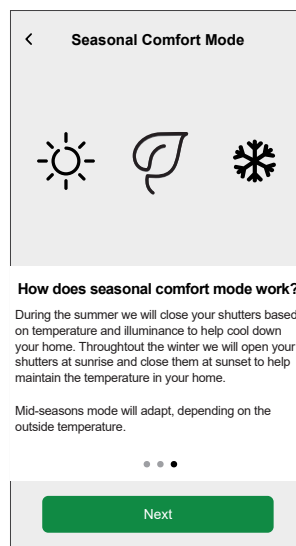 Seasonal Comfort Mode
How does seasonal comfort mode work?
During the summer we will close your shutters based
on temperature and illuminance to help cool down
your home. Throughtout the winter we will open your
shutters at sunrise and close them at sunset to help
maintain the temperature in your home.
Mid-seasons mode will adapt, depending on the
outside temperature.
Next